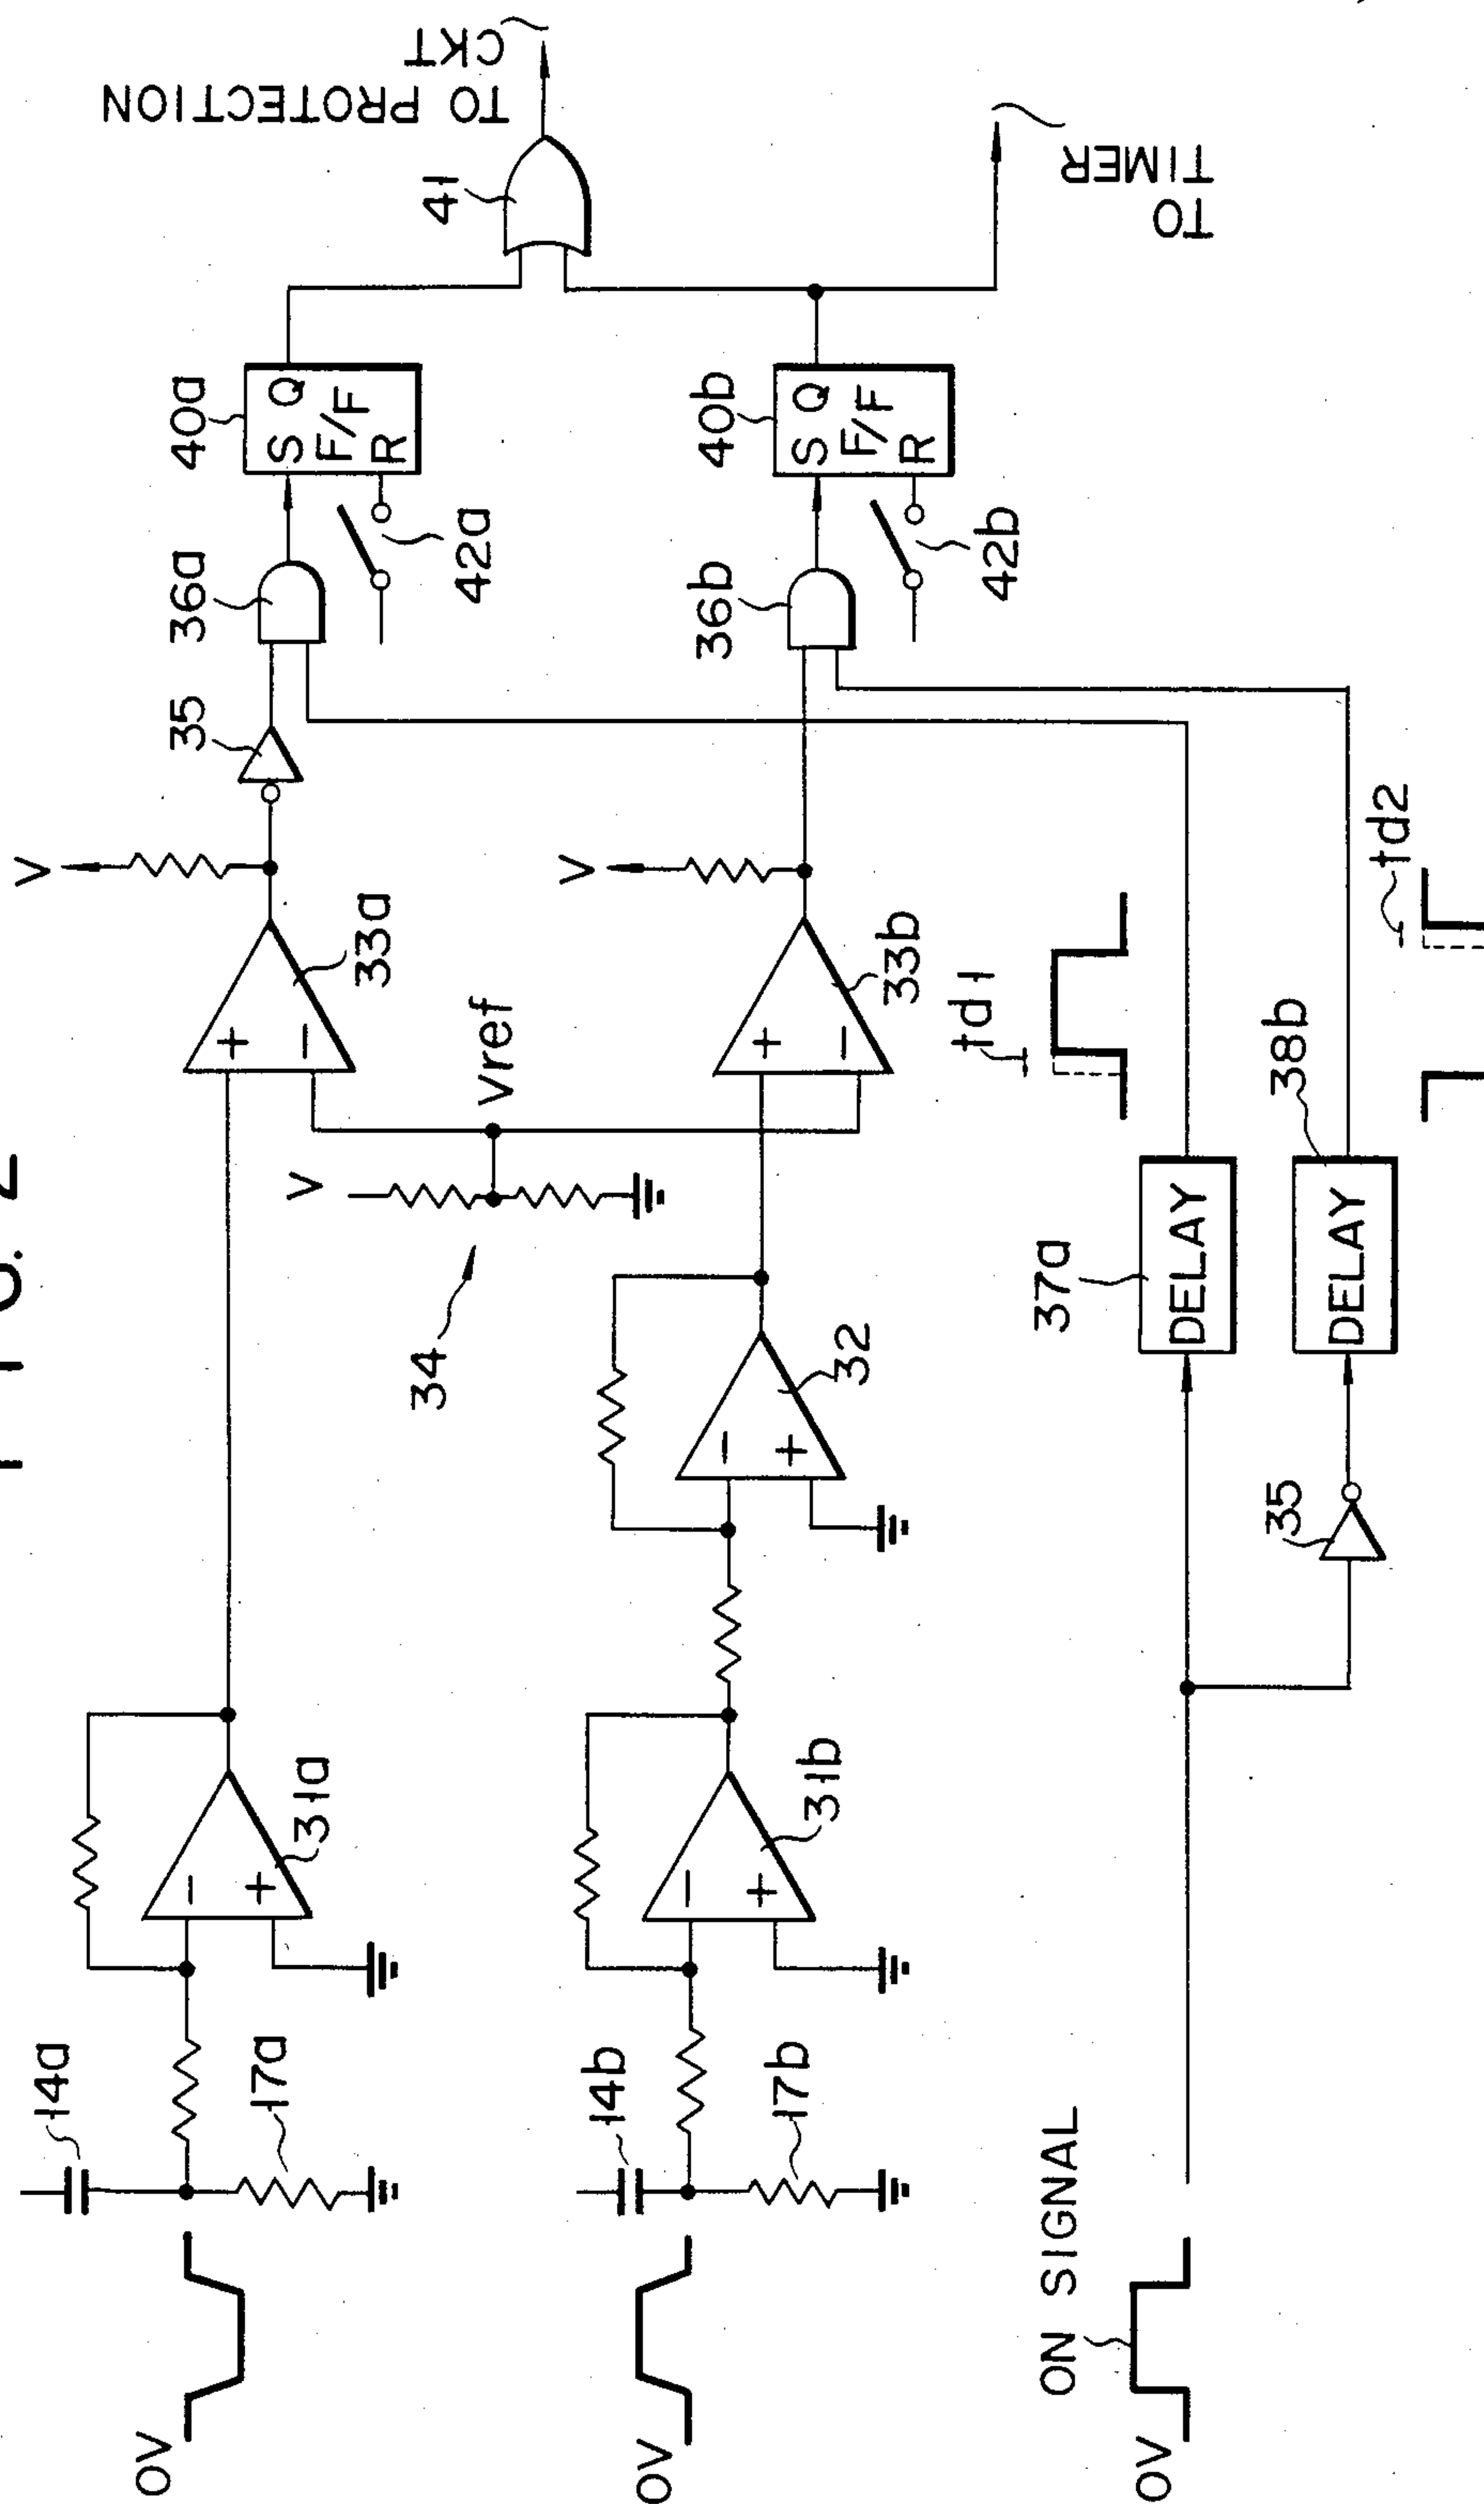 FIG. 2
0V
14a
17a
31a
33a
V
35
36a
42a
40a
S Q
F/F
R
41
TO PROTECTION
CKT
34
V
Vref
0V
14b
17b
31b
32
33b
V
36b
42b
40b
S Q
F/F
R
TO
TIMER
0V
ON SIGNAL
37a
DELAY
td1
35
38b
DELAY
td2